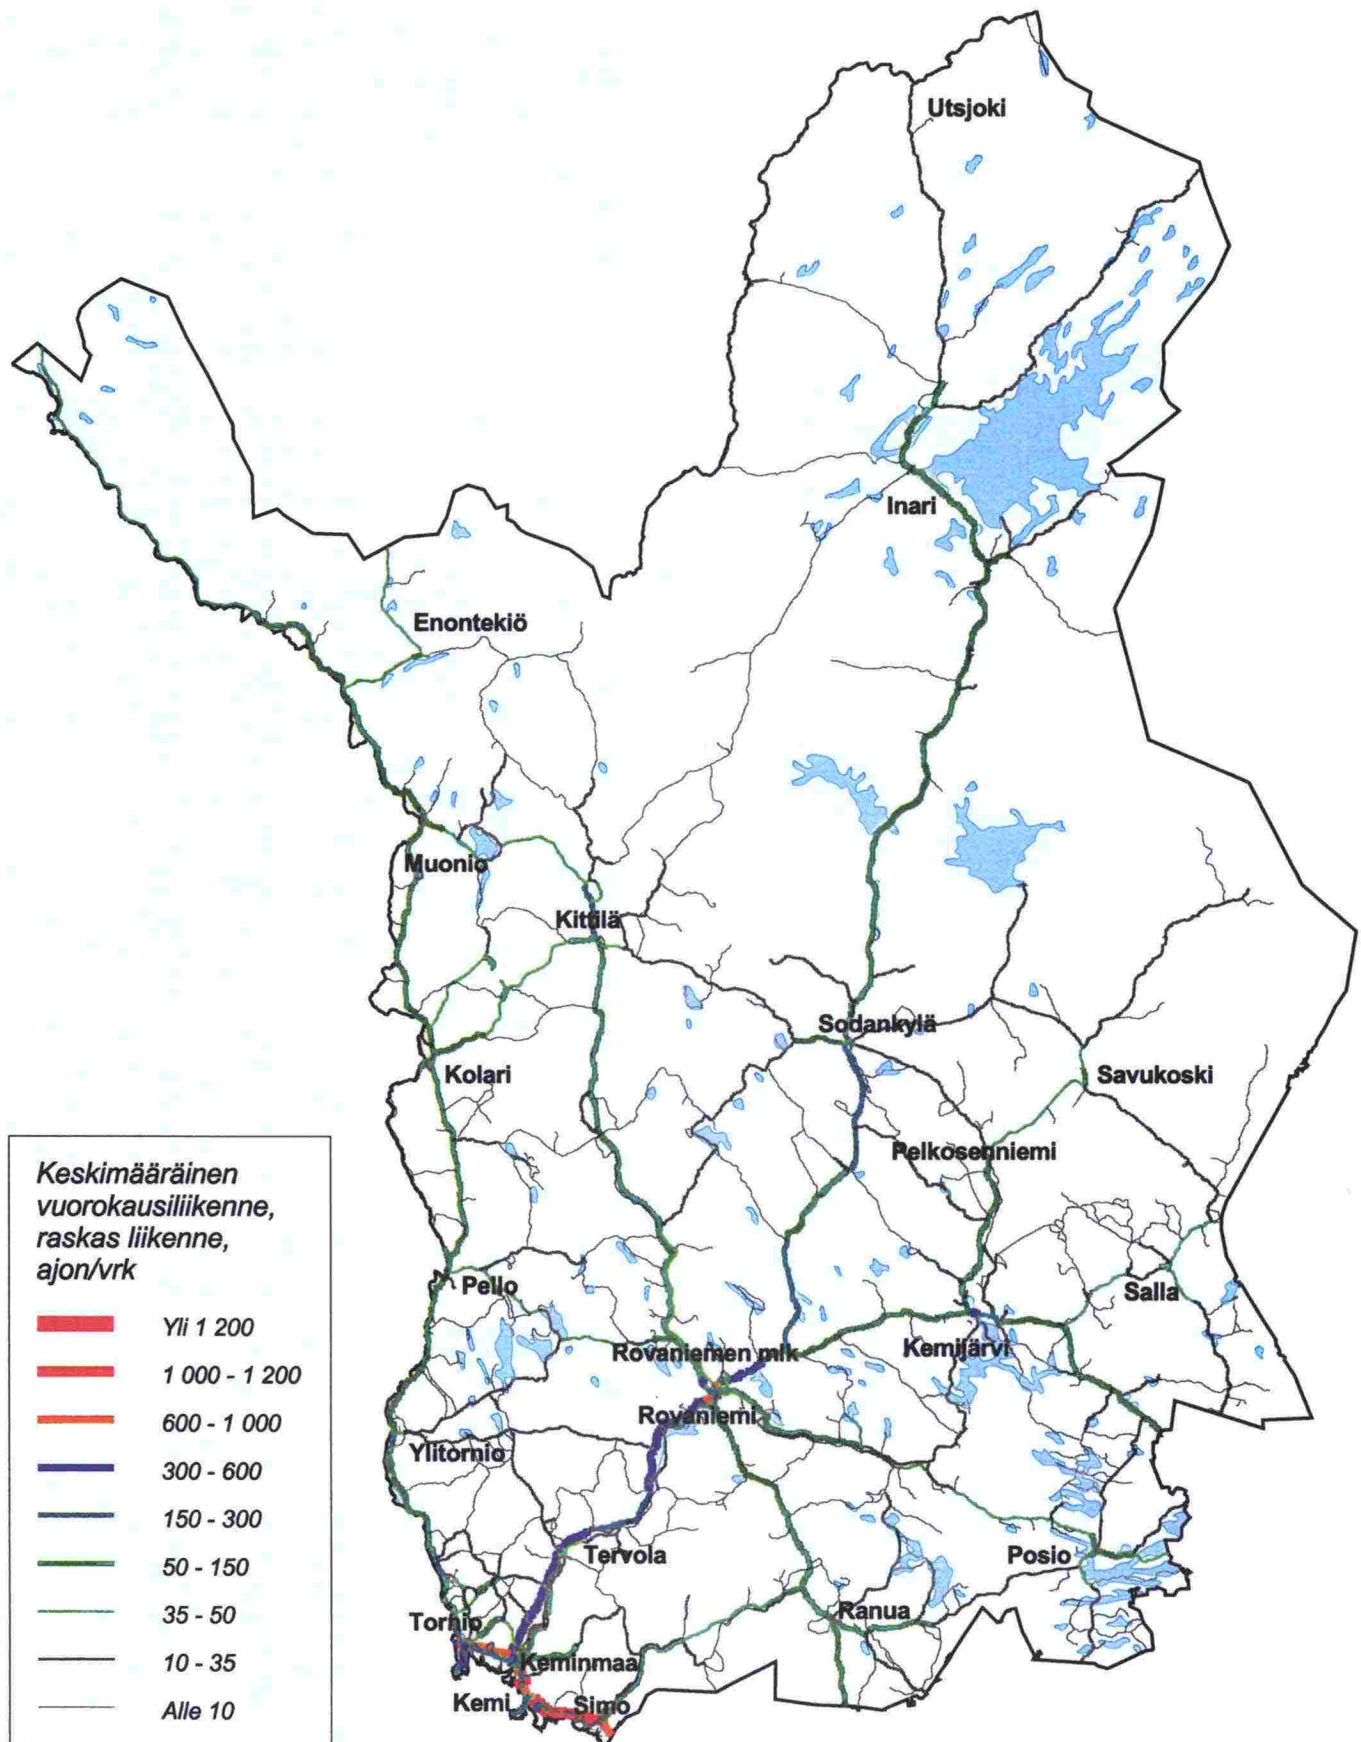 Utsjoki
Inari
Enontekiö
Muonio
Kittilä
Sodankylä
Kolari
Savukoski
Pelkosenniemi
Pello
Salla
Rovaniemen mlk
Kemijärvi
Rovaniemi
Ylitornio
Tervola
Posio
Tornio
Ranua
Keminmaa
Kemi
Simo
Keskimääräinen
vuorokausiliikenne,
raskas liikenne,
ajon/vrk
Yli 1 200
1 000 - 1 200
600 - 1 000
300 - 600
150 - 300
50 - 150
35 - 50
10 - 35
Alle 10